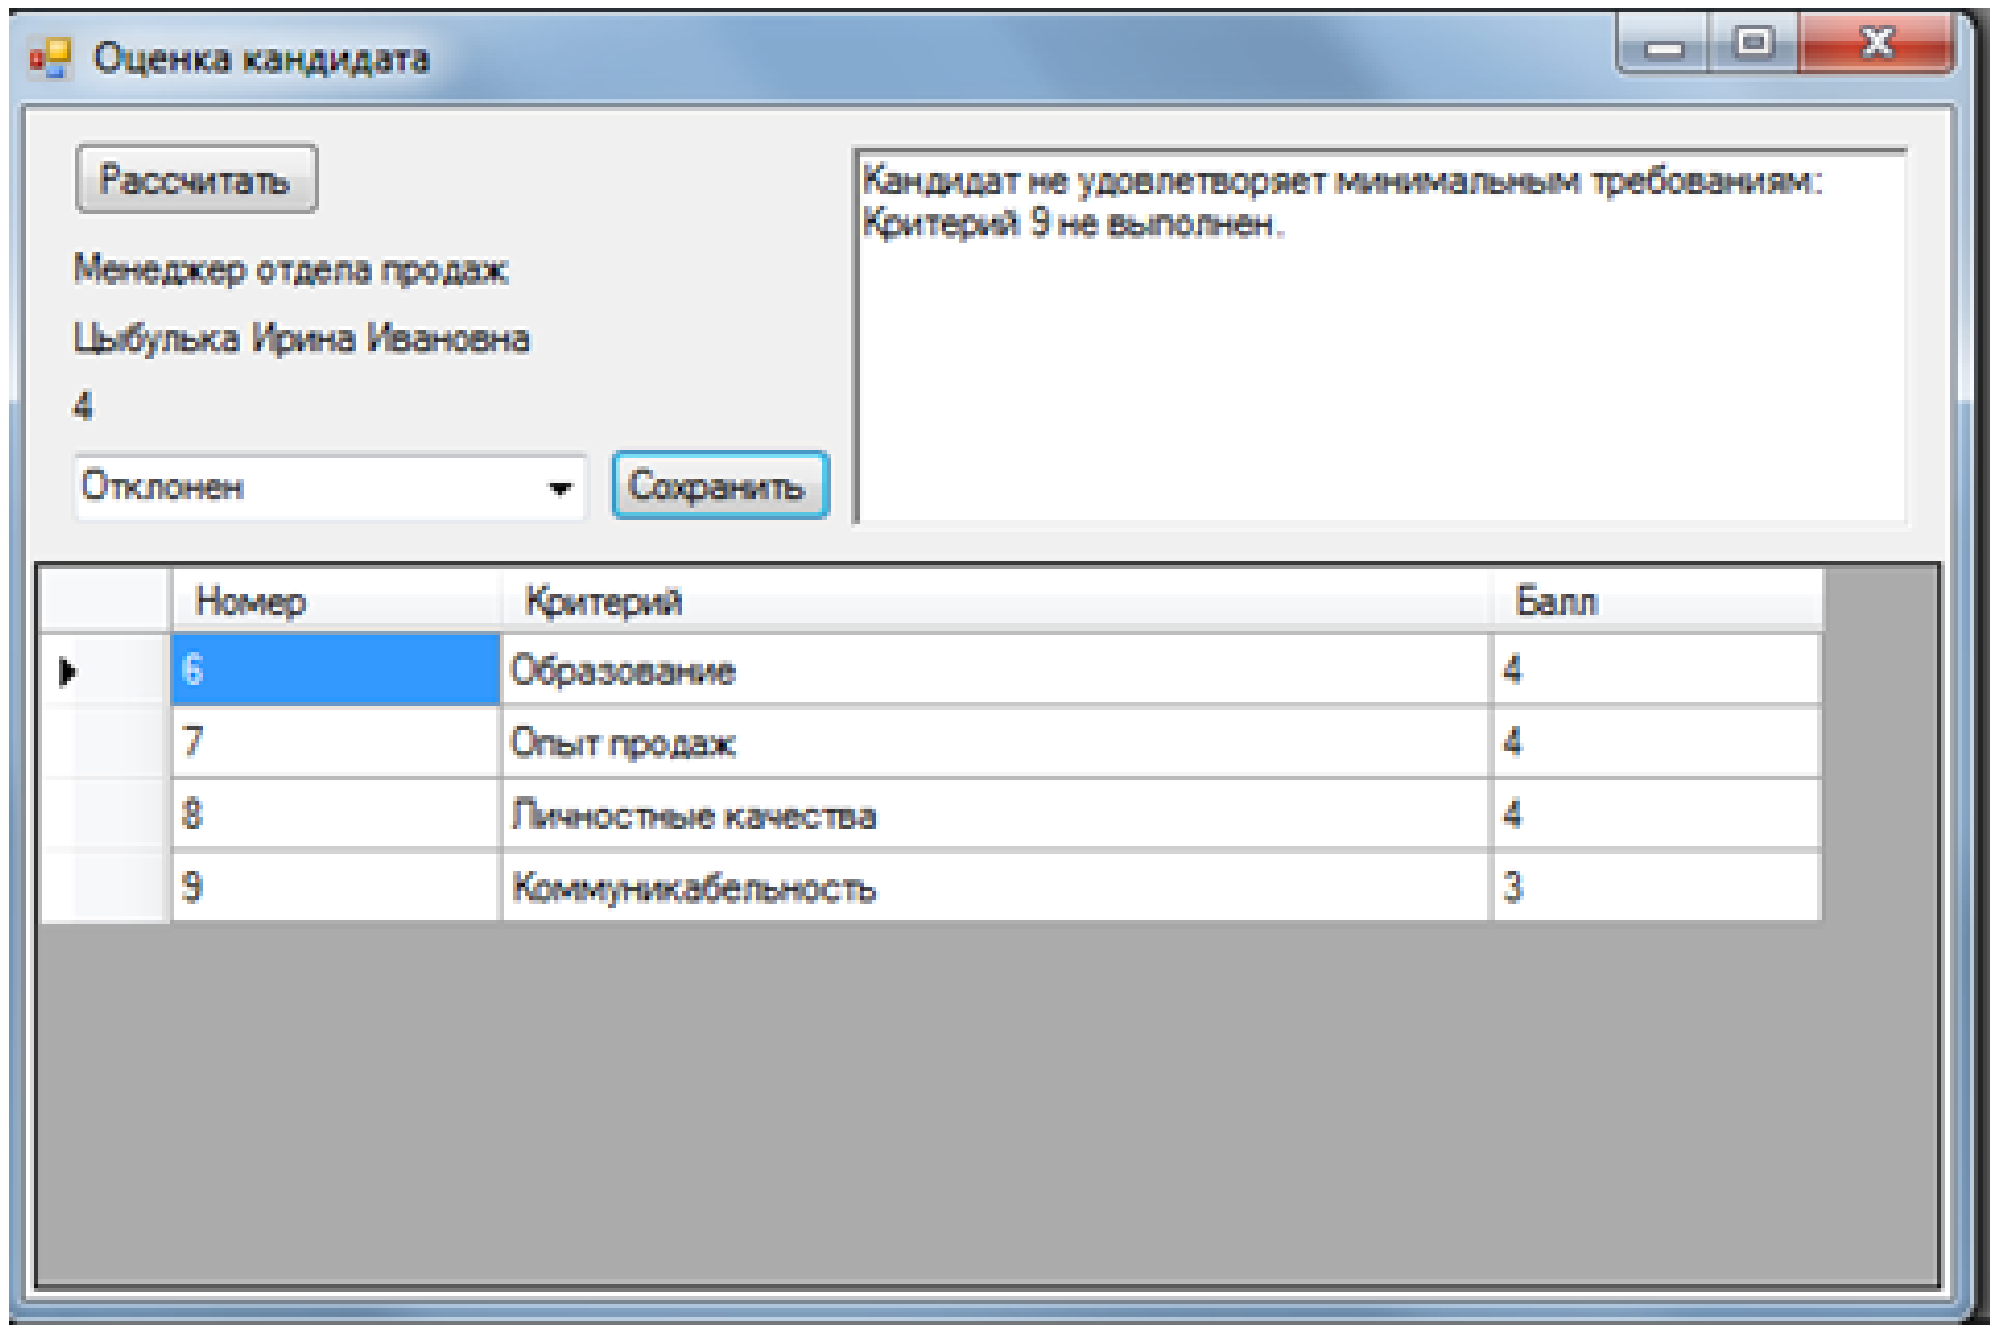 Оценка кандидата
Рассчитать
Менеджер отдела продаж
Цыбулька Ирина Ивановна
4
Отклонен
Сохранить
Кандидат не удовлетворяет минимальным требованиям:
Критерий 9 не выполнен.
Номер Критерий Балл
6 Образование 4
7 Опыт продаж 4
8 Личностные качества 4
9 Коммуникабельность 3